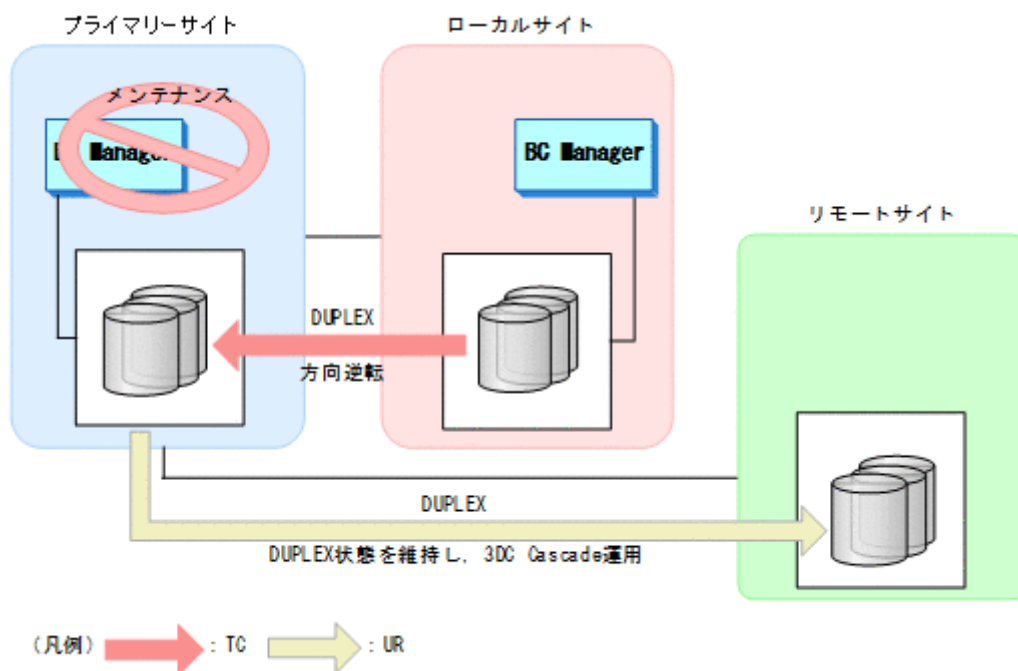 プライマリーサイト
ローカルサイト
メンテナンス
Manager
BC Manager
リモートサイト
DUPLEX
方向逆転
DUPLEX
DUPLEX状態を維持し，3DC Cascade運用
(凡例) : TC : UR